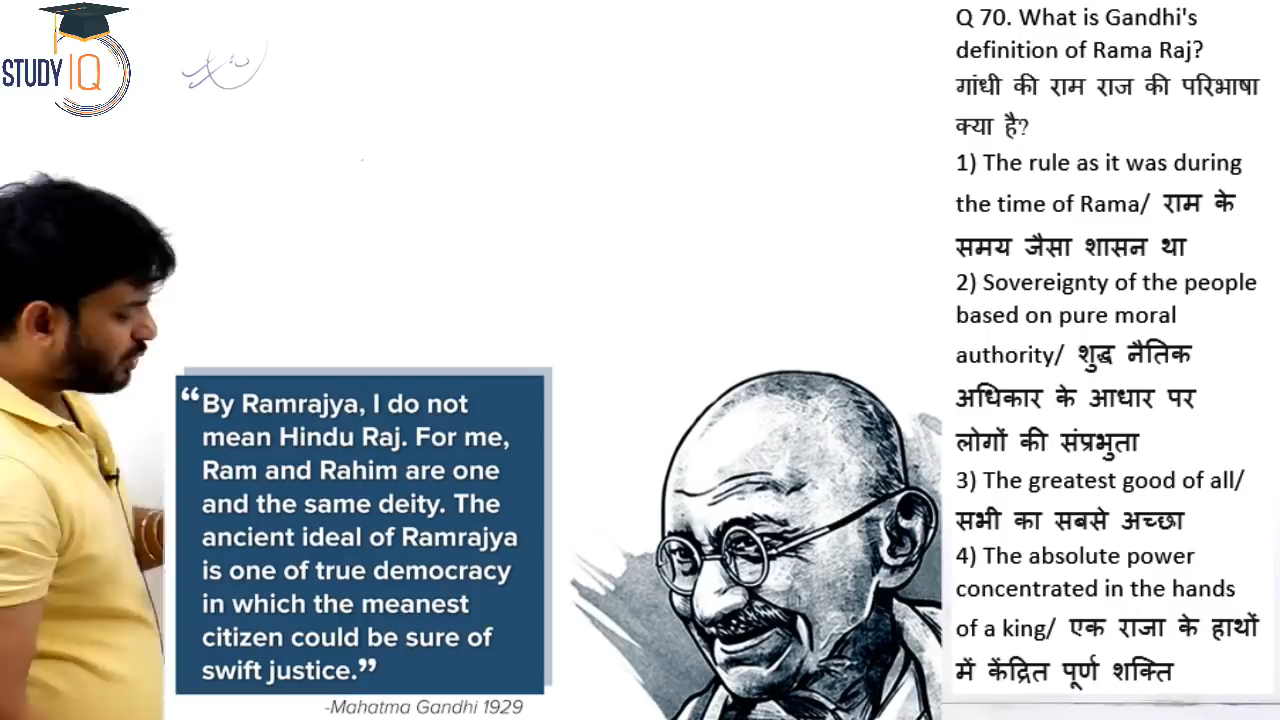 STUDY IQ
“By Ramrajya, I do not
mean Hindu Raj. For me,
Ram and Rahim are one
and the same deity. The
ancient ideal of Ramrajya
is one of true democracy
in which the meanest
citizen could be sure of
swift justice.”
-Mahatma Gandhi 1929
Q 70. What is Gandhi's
definition of Rama Raj?
गांधी की राम राज की परिभाषा
क्या है?
1) The rule as it was during
the time of Rama/ राम के
समय जैसा शासन था
2) Sovereignty of the people
based on pure moral
authority/ शुद्ध नैतिक
अधिकार के आधार पर
लोगों की संप्रभुता
3) The greatest good of all/
सभी का सबसे अच्छा
4) The absolute power
concentrated in the hands
of a king/ एक राजा के हाथों
में केंद्रित पूर्ण शक्ति